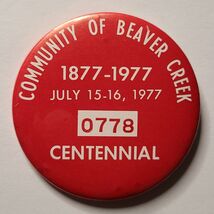 COMMUNITY OF BEAVER CREEK
1877-1977
JULY 15-16, 1977
0778
CENTENNIAL